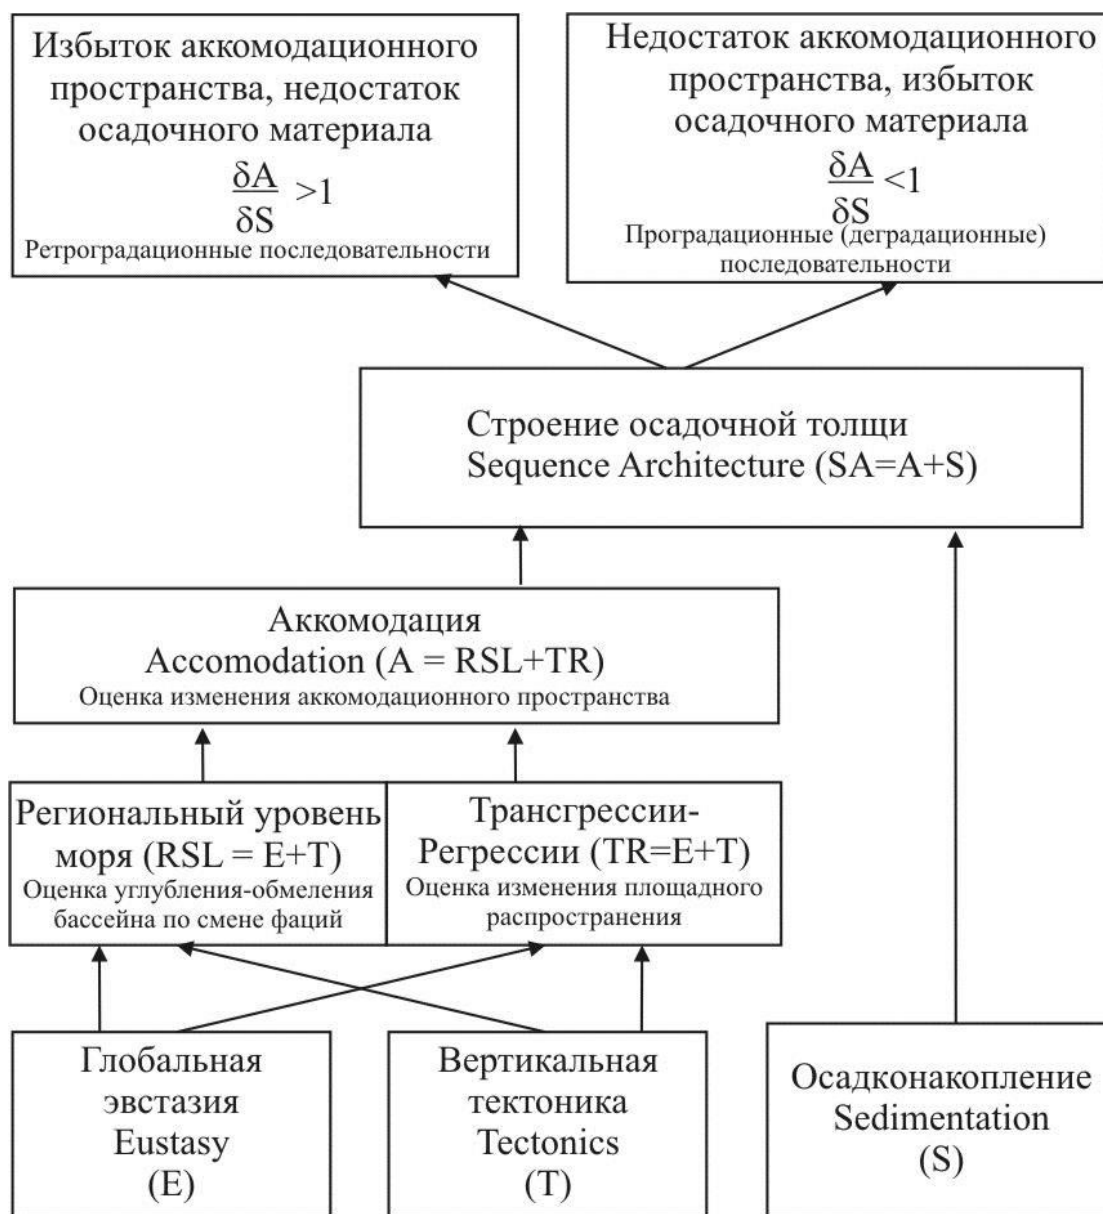 Избыток аккомодационного
пространства, недостаток
осадочного материала
δA
δS
>1
Ретроградационные последовательности
Недостаток аккомодационного
пространства, избыток
осадочного материала
δA
δS
<1
Проградационные (деградационные)
последовательности
Строение осадочной толщи
Sequence Architecture (SA=A+S)
Аккомодация
Accomodation (A = RSL+TR)
Оценка изменения аккомодационного пространства
Региональный уровень
моря (RSL = E+T)
Оценка углубления-обмеления
бассейна по смене фаций
Трансгрессии-
Регрессии (TR=E+T)
Оценка изменения площадного
распространения
Глобальная
эвстазия
Eustasy
(E)
Вертикальная
тектоника
Tectonics
(T)
Осадконакопление
Sedimentation
(S)